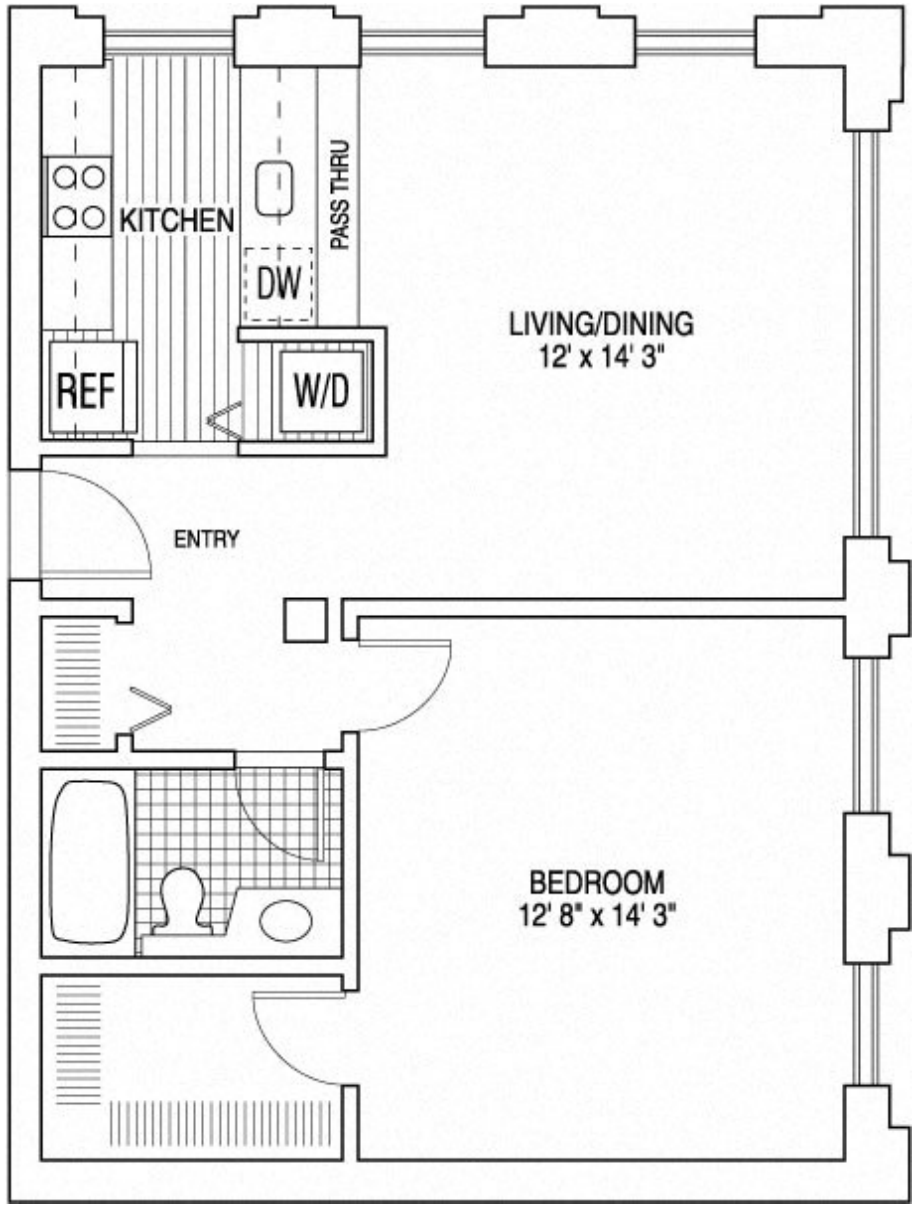 KITCHEN
PASS THRU
DW
REF
W/D
LIVING/DINING
12' x 14' 3"
ENTRY
BEDROOM
12' 8" x 14' 3"